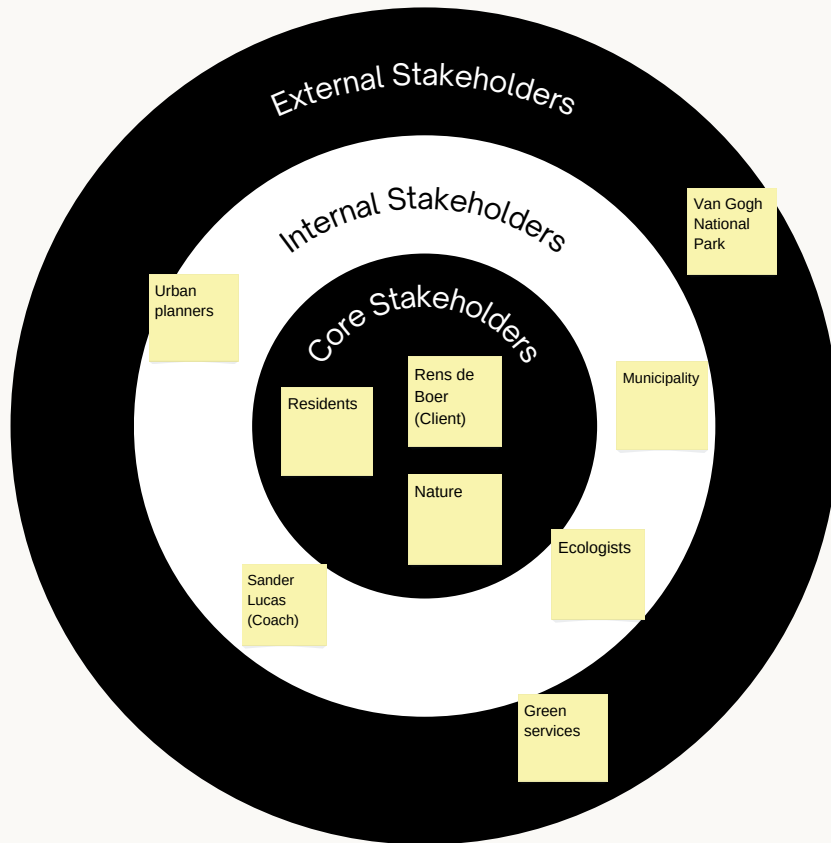 External Stakeholders
Internal Stakeholders
Core Stakeholders
Van Gogh
National
Park
Urban
planners
Rens de
Boer
(Client)
Municipality
Residents
Nature
Ecologists
Sander
Lucas
(Coach)
Green
services